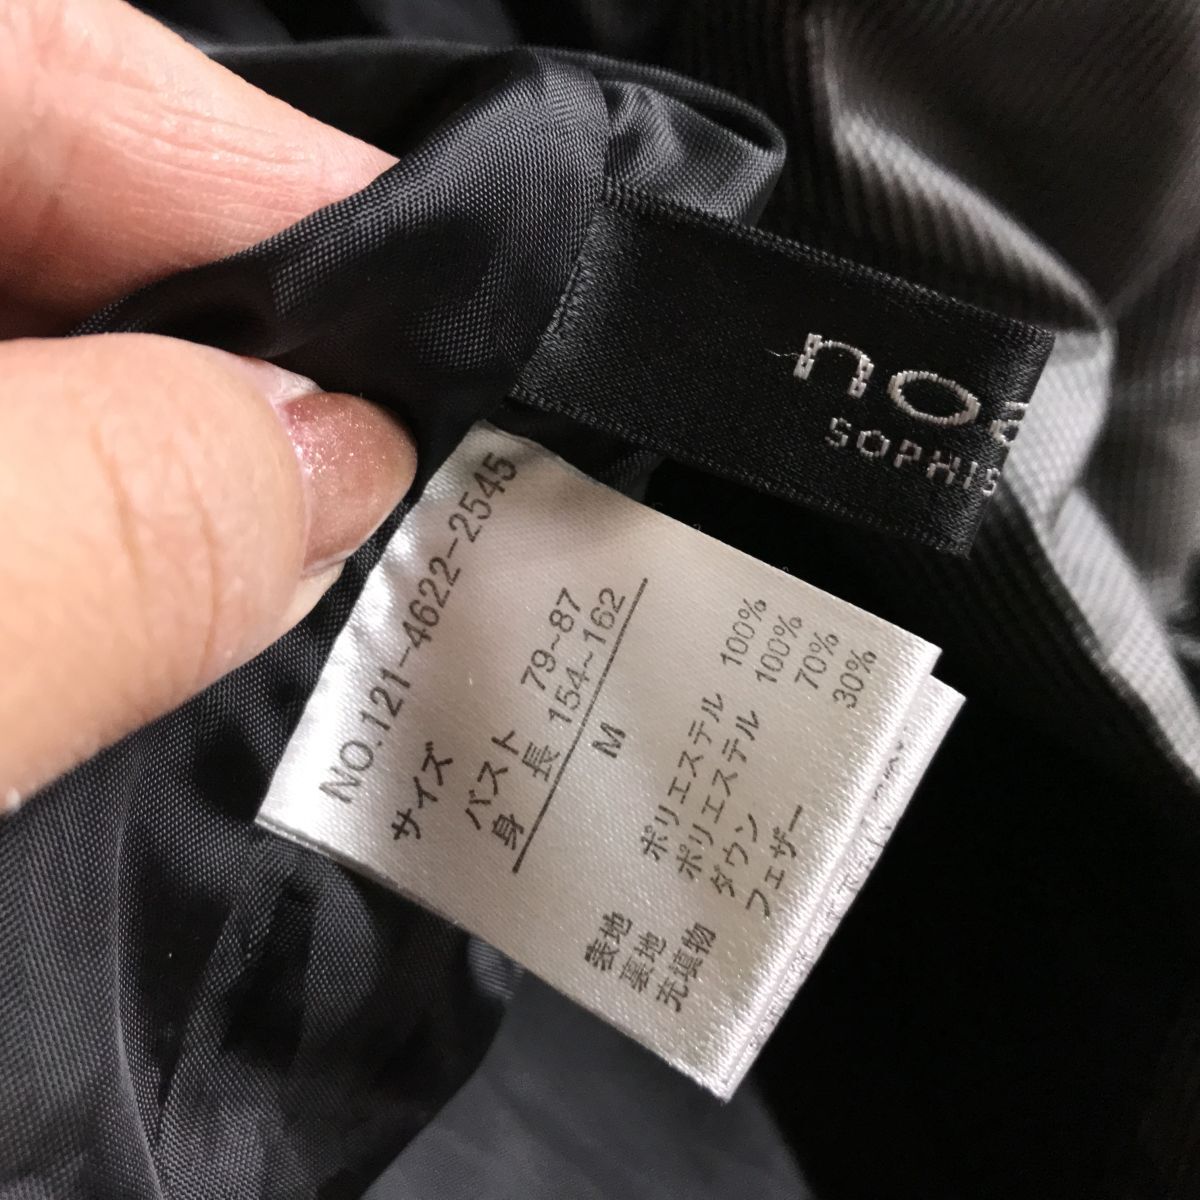 noa
SOPHIS
NO.121-4622-2545
サイズ
バスト 79~87
身 長 154~162
M
表地 ポリエステル 100%
裏地 ポリエステル 100%
充填物 ダウン 70%
フェザー 30%